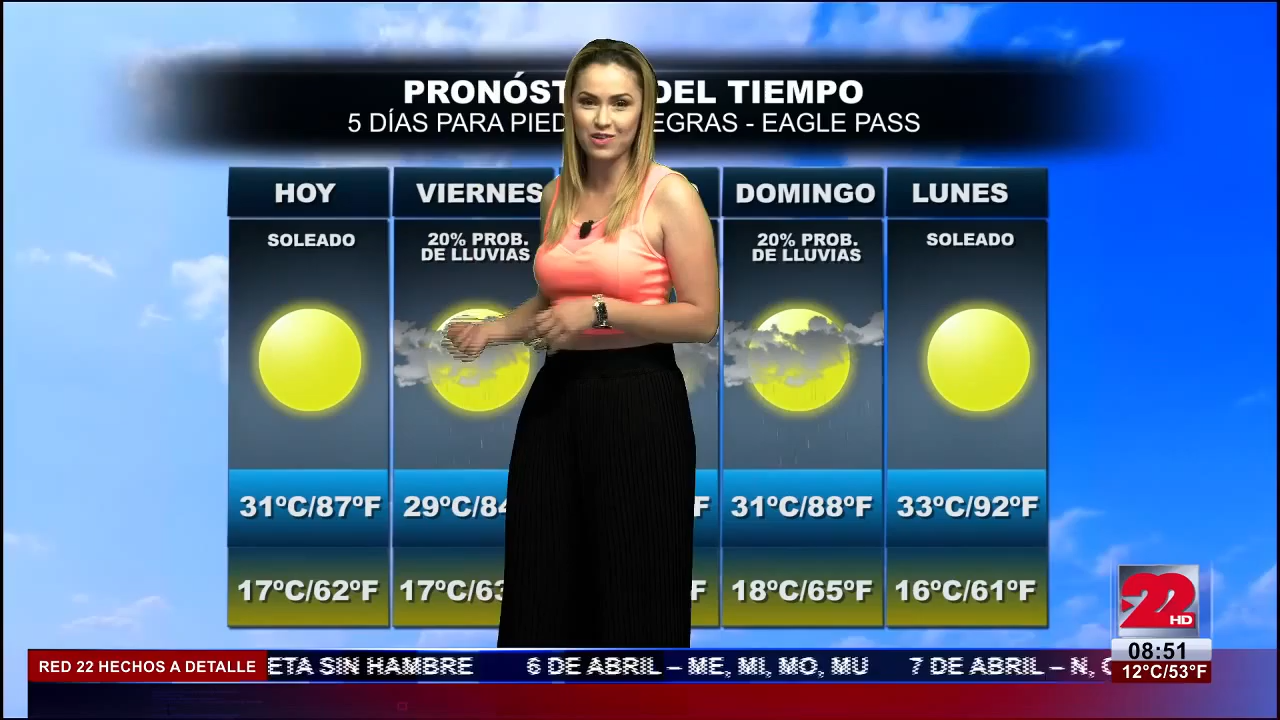 PRONÓST DEL TIEMPO
5 DÍAS PARA PIED EGRAS - EAGLE PASS
HOY
VIERNES
DOMINGO
LUNES
SOLEADO
20% PROB.
DE LLUVIAS
20% PROB.
DE LLUVIAS
SOLEADO
31ºC/87ºF
29ºC/84
F
31ºC/88ºF
33ºC/92ºF
17ºC/62ºF
17ºC/63
F
18ºC/65ºF
16ºC/61ºF
22 HD
08:51
12°C/53°F
RED 22 HECHOS A DETALLE
ETA SIN HAMBRE 6 DE ABRIL – ME, MI, MO, MU 7 DE ABRIL – N,